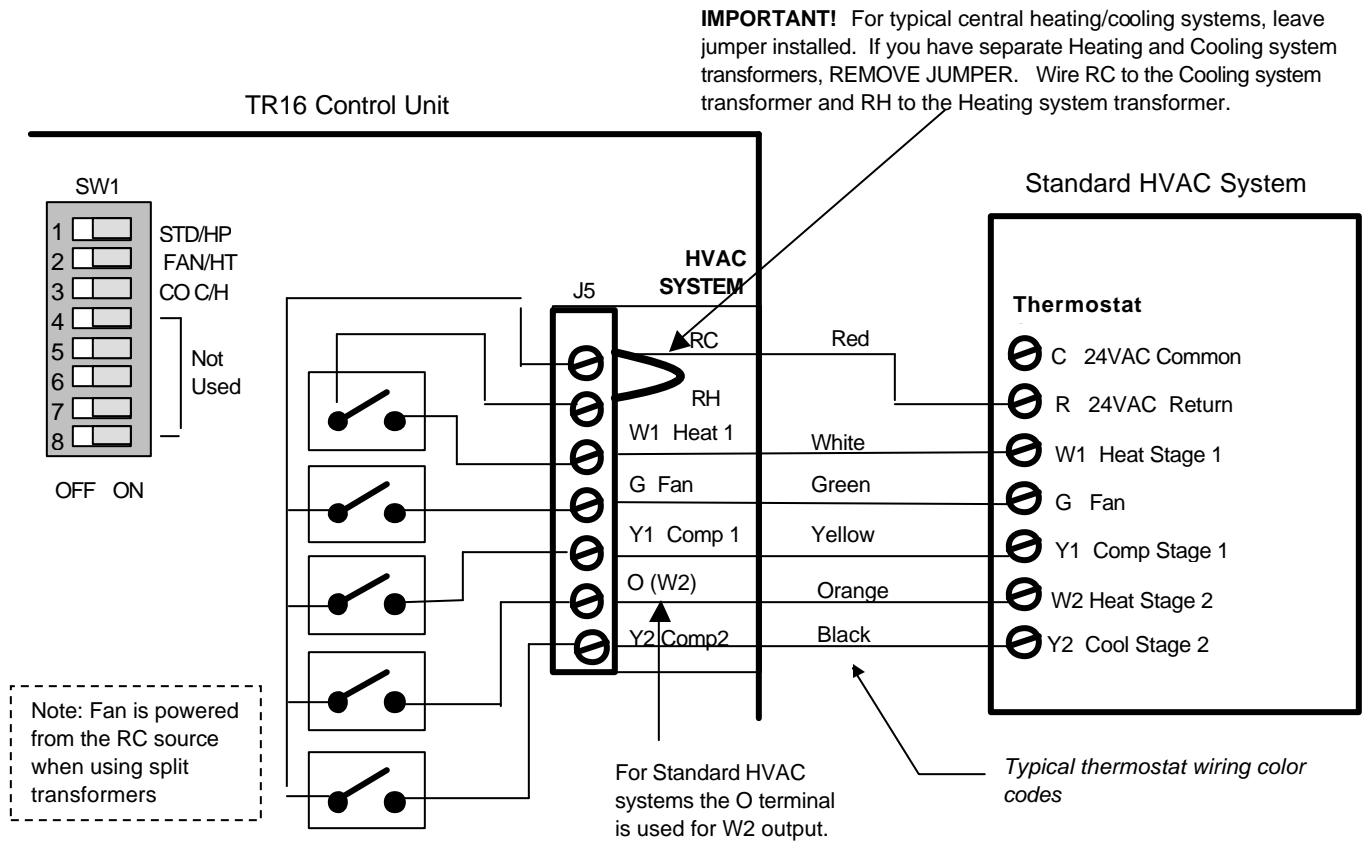 IMPORTANT! For typical central heating/cooling systems, leave
jumper installed. If you have separate Heating and Cooling system
transformers, REMOVE JUMPER. Wire RC to the Cooling system
transformer and RH to the Heating system transformer.
TR16 Control Unit
Standard HVAC System
SW1
1
2
3
4
5
6
7
8
STD/HP
FAN/HT
CO C/H
Not
Used
OFF ON
HVAC
SYSTEM
J5
RC
RH
W1 Heat 1
G Fan
Y1 Comp 1
O (W2)
Y2 Comp2
Red
White
Green
Yellow
Orange
Black
Thermostat
C 24VAC Common
R 24VAC Return
W1 Heat Stage 1
G Fan
Y1 Comp Stage 1
W2 Heat Stage 2
Y2 Cool Stage 2
Note: Fan is powered
from the RC source
when using split
transformers
For Standard HVAC
systems the O terminal
is used for W2 output.
Typical thermostat wiring color
codes